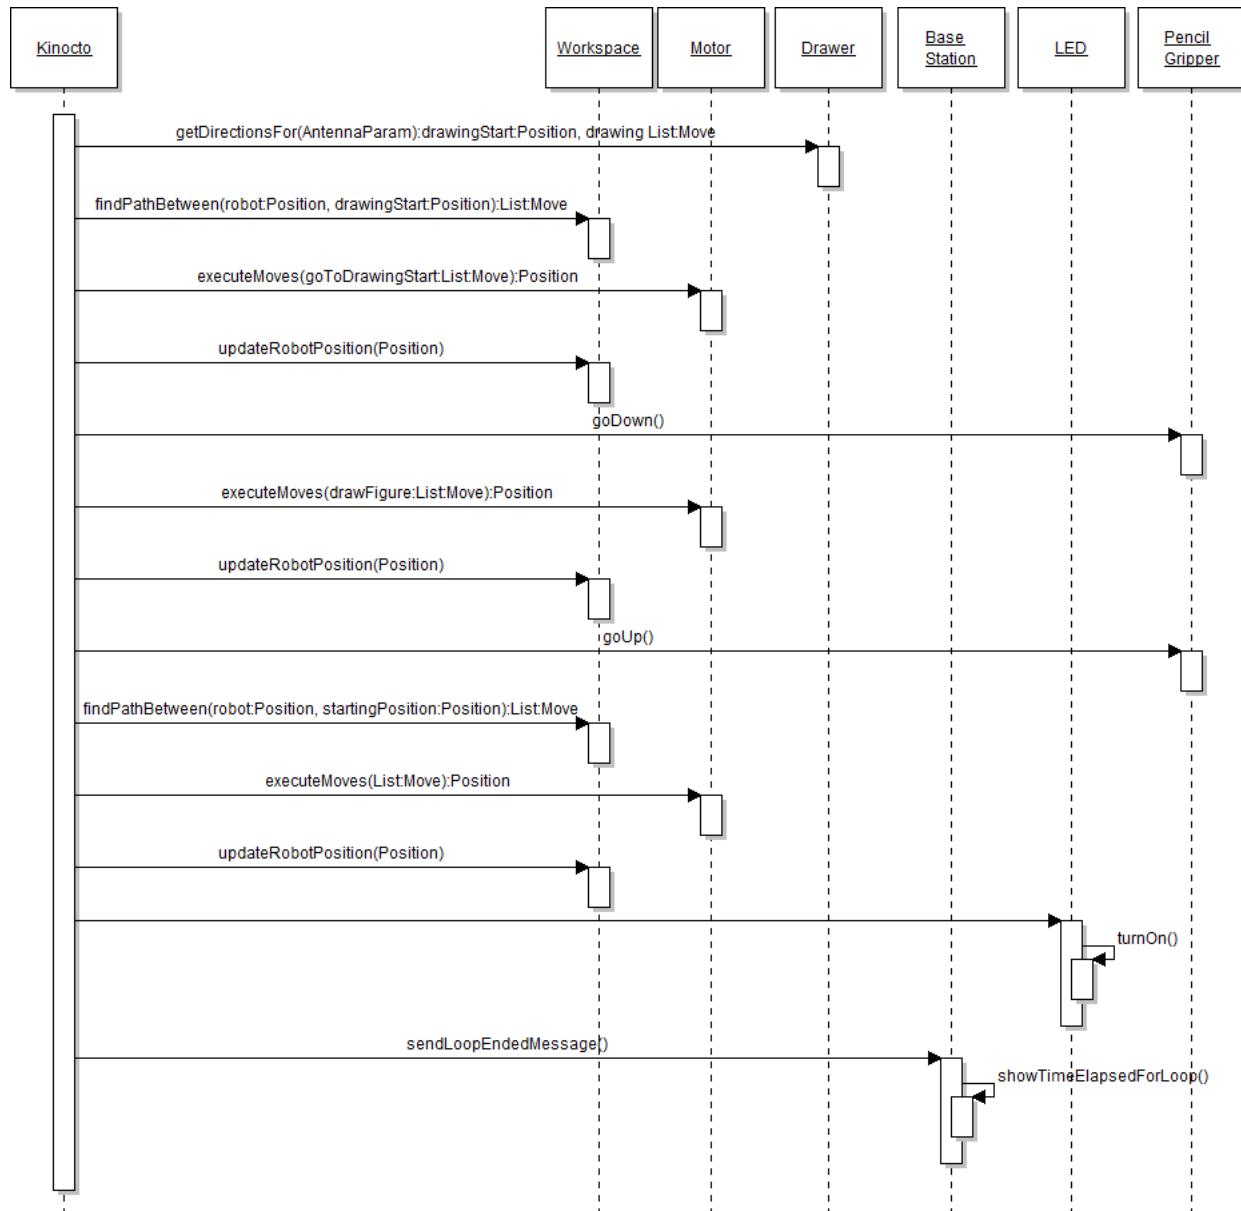 Kinocto
Workspace
Motor
Drawer
Base
Station
LED
Pencil
Gripper
getDirectionsFor(AntennaParam):drawingStart:Position, drawing List:Move
findPathBetween(robot:Position, drawingStart:Position):List:Move
executeMoves(goToDrawingStart:List:Move):Position
updateRobotPosition(Position)
goDown()
executeMoves(drawFigure:List:Move):Position
updateRobotPosition(Position)
goUp()
findPathBetween(robot:Position, startingPosition:Position):List:Move
executeMoves(List:Move):Position
updateRobotPosition(Position)
turnOn()
sendLoopEndedMessage()
showTimeElapsedForLoop()